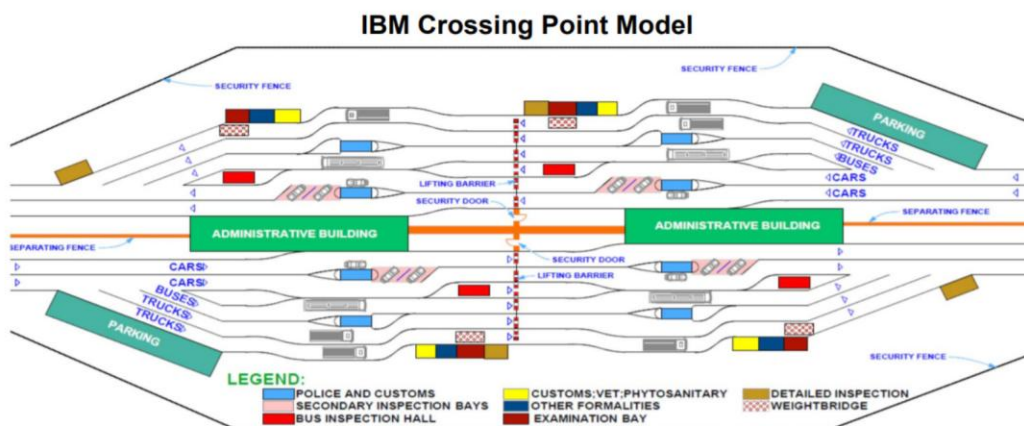 IBM Crossing Point Model
SECURITY FENCE
SECURITY FENCE
PARKING
TRUCKS
TRUCKS
BUSES
CARS
CARS
LIFTING BARRIER
SECURITY DOOR
ADMINISTRATIVE BUILDING
ADMINISTRATIVE BUILDING
SEPARATING FENCE
SEPARATING FENCE
SECURITY DOOR
LIFTING BARRIER
CARS
CARS
BUSES
TRUCKS
TRUCKS
PARKING
SECURITY FENCE
LEGEND:
POLICE AND CUSTOMS
CUSTOMS;VET;PHYTOSANITARY
DETAILED INSPECTION
SECONDARY INSPECTION BAYS
OTHER FORMALITIES
WEIGHTBRIDGE
BUS INSPECTION HALL
EXAMINATION BAY